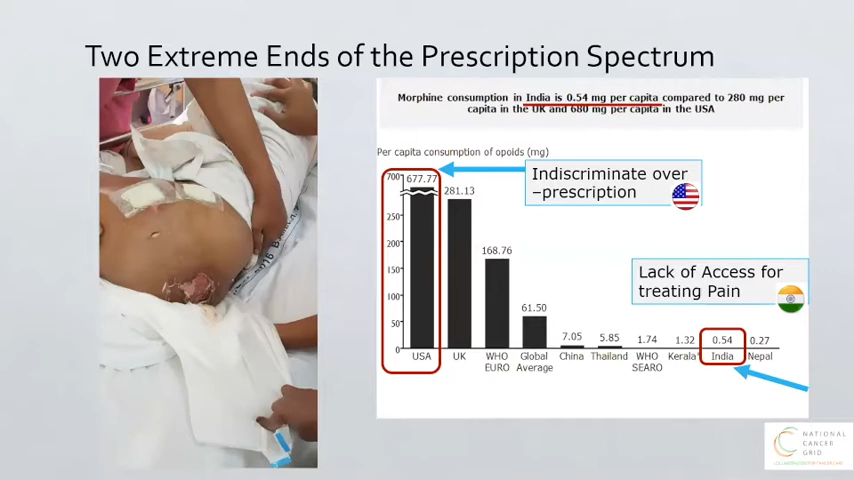 Two Extreme Ends of the Prescription Spectrum
Morphine consumption in India is 0.54 mg per capita compared to 280 mg per
capita in the UK and 680 mg per capita in the USA
Per capita consumption of opoids (mg)
Indiscriminate over
–prescription
Lack of Access for
treating Pain
700
250
200
150
100
50
0
677.77
281.13
168.76
61.50
7.05
5.85
1.74
1.32
0.54
0.27
USA
UK
WHO
EURO
Global
Average
China
Thailand
WHO
SEARO
Kerala*
India
Nepal
NATIONAL
CANCER
GRID